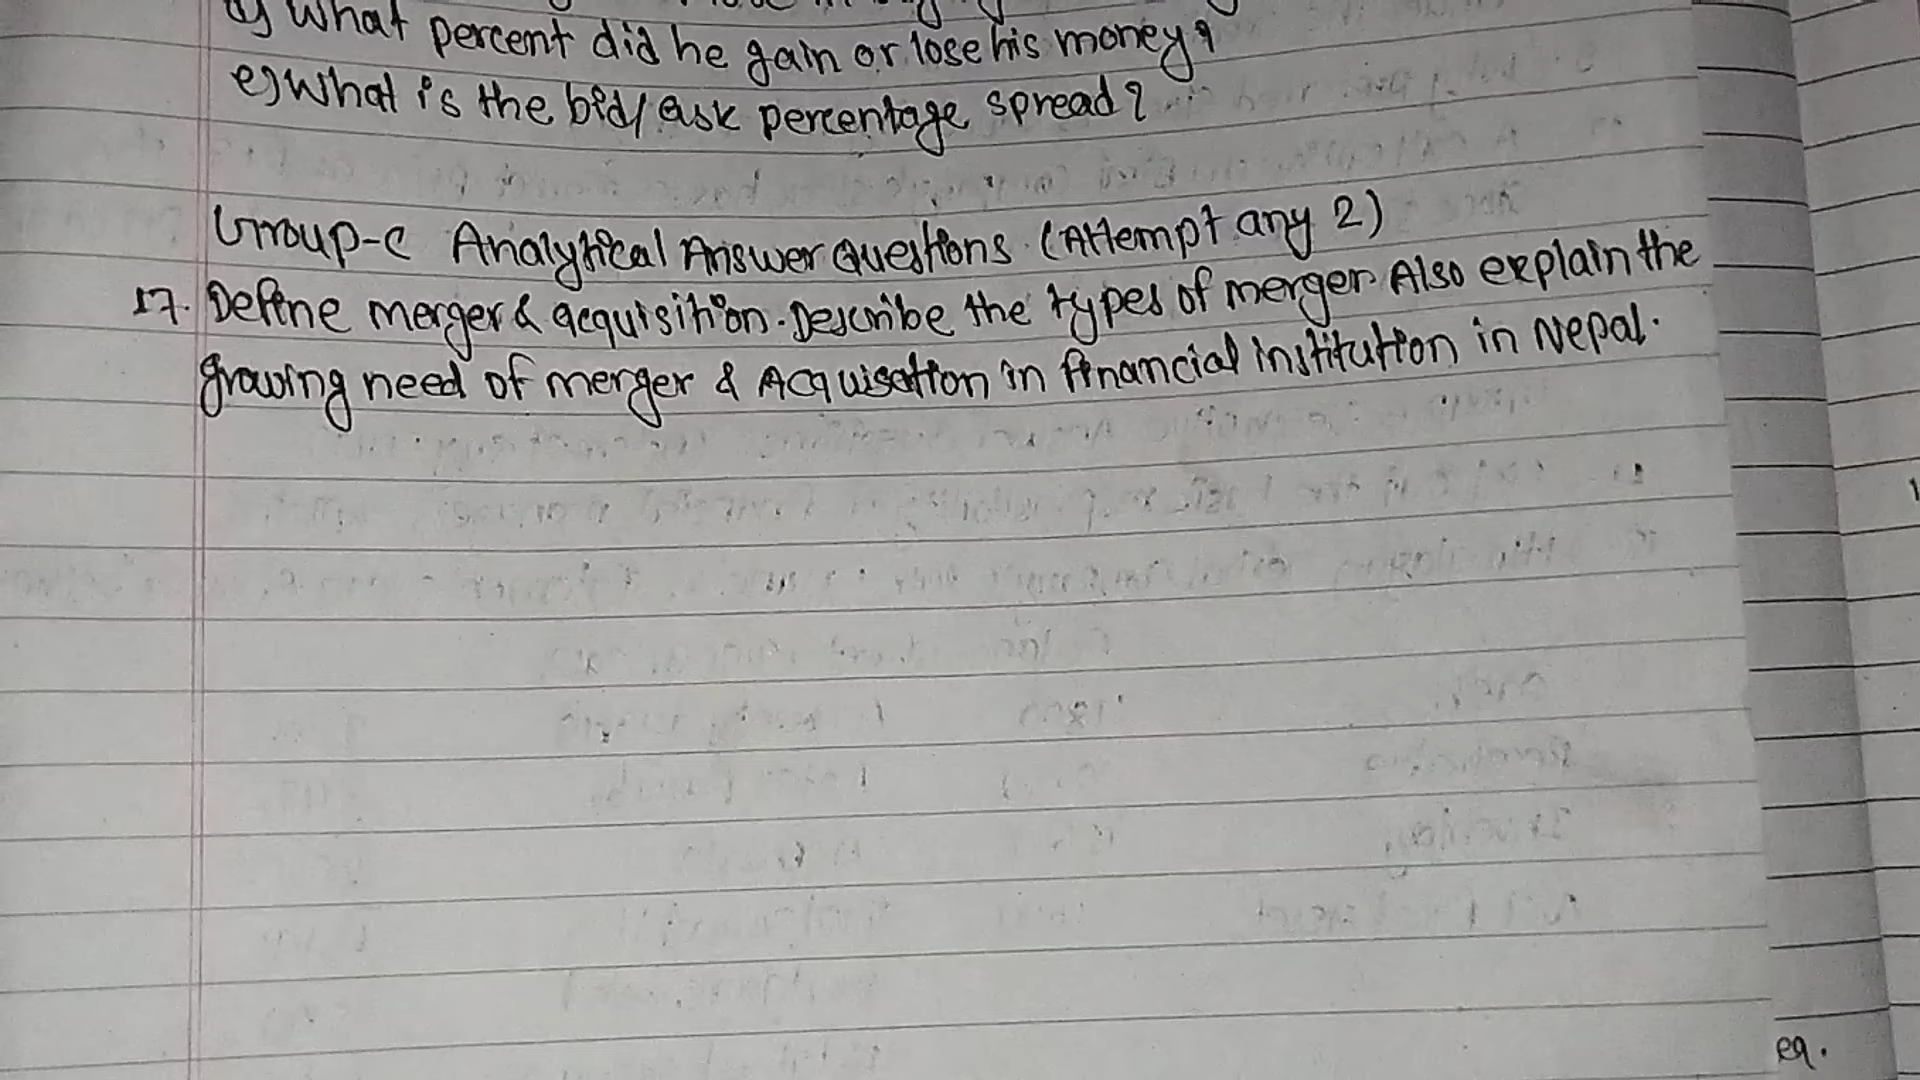 d) What percent did he gain or lose his money?
e) What is the bid/ask percentage spread?
Group-C Analytical Answer Questions. (Attempt any 2)
17. Define merger & acquisition. Describe the types of merger. Also explain the
growing need of merger & Acquisation in financial institution in Nepal.
eq.